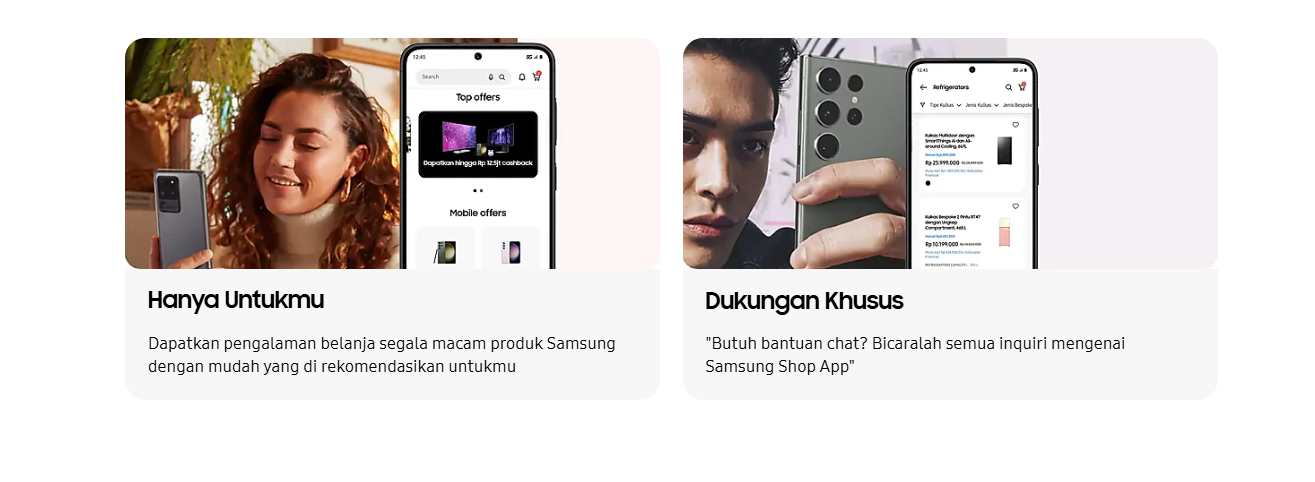 12:45
Search
Top offers
Dapatkan hingga Rp 12.5jt cashback
Mobile offers
12:45
Refrigerators
Tipe Kulkas
Jenis Kulkas
Jenis Bespoke
Kulkas Multidoor dengan
SmartThings AI dan All-
around Cooling, 647L
Rp 25.999.000
Kulkas Bespoke 2 Pintu RT47
dengan Ungkap
Compartment, 465L
Rp 10.199.000
Hanya Untukmu
Dapatkan pengalaman belanja segala macam produk Samsung
dengan mudah yang di rekomendasikan untukmu
Dukungan Khusus
"Butuh bantuan chat? Bicaralah semua inquiri mengenai
Samsung Shop App"